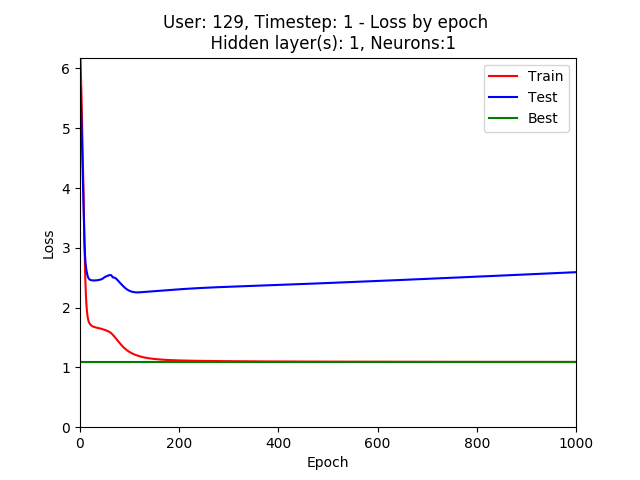 User: 129, Timestep: 1 - Loss by epoch
Hidden layer(s): 1, Neurons:1
Train
Test
Best
6
5
4
3
2
1
0
Loss
0 200 400 600 800 1000
Epoch